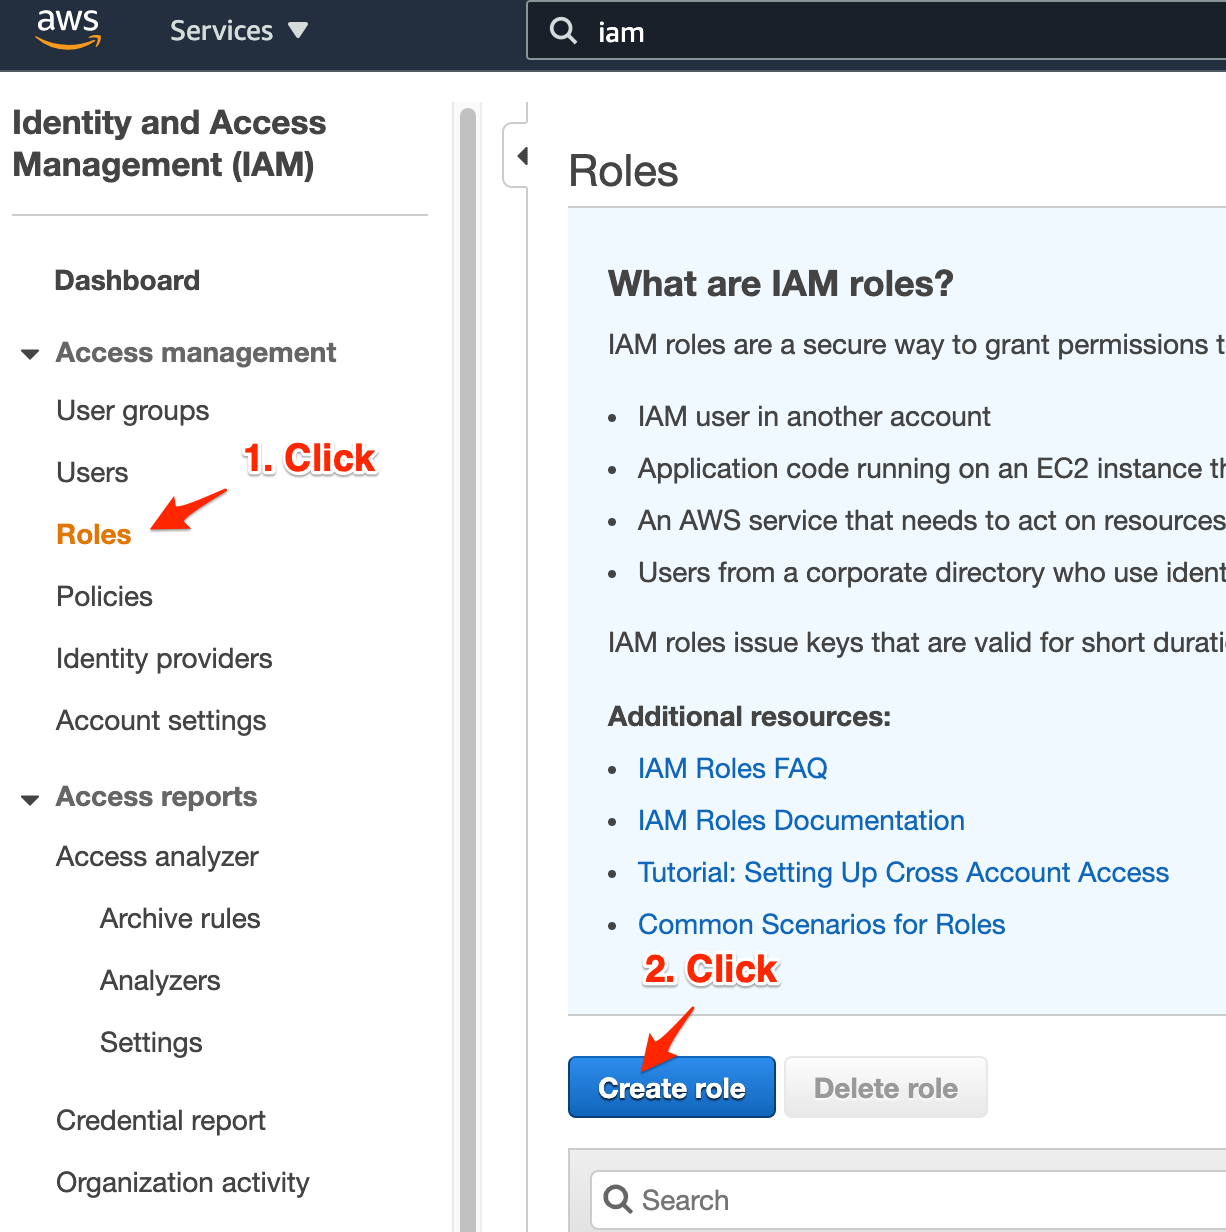 aws
Services
iam
Identity and Access
Management (IAM)
Dashboard
Access management
User groups
Users
1. Click
Roles
Policies
Identity providers
Account settings
Access reports
Access analyzer
Archive rules
Analyzers
Settings
Credential report
Organization activity
Roles
What are IAM roles?
IAM roles are a secure way to grant permissions t
IAM user in another account
Application code running on an EC2 instance th
An AWS service that needs to act on resources
Users from a corporate directory who use ident
IAM roles issue keys that are valid for short durati
Additional resources:
IAM Roles FAQ
IAM Roles Documentation
Tutorial: Setting Up Cross Account Access
Common Scenarios for Roles
2. Click
Create role
Delete role
Search